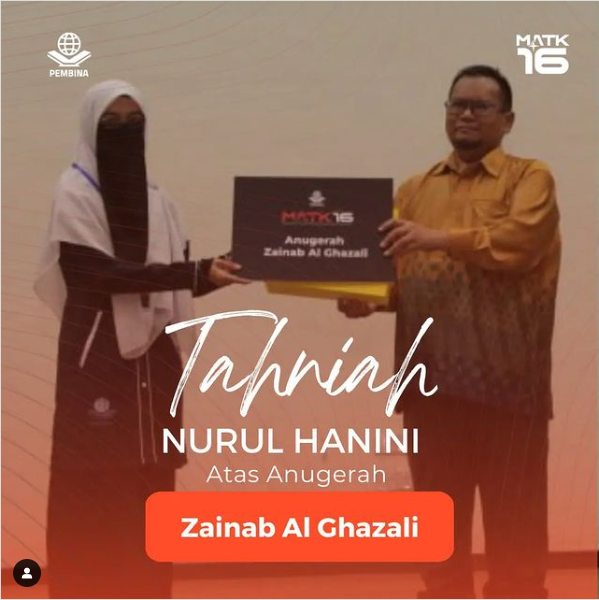 PEMBINA
MATK
16
MATK16
Anugerah
Zainab Al Ghazali
Tahniah
NURUL HANINI
Atas Anugerah
Zainab Al Ghazali